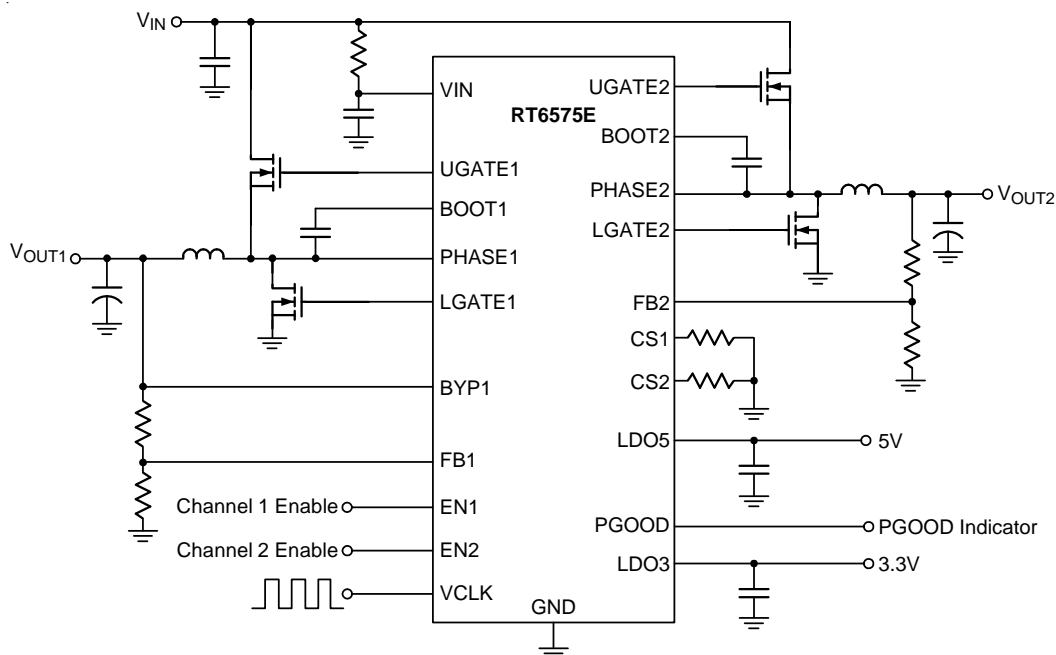 VIN
VIN
RT6575E
UGATE2
BOOT2
UGATE1
PHASE2
VOUT2
BOOT1
LGATE2
VOUT1
PHASE1
LGATE1
FB2
CS1
BYP1
CS2
LDO5
5V
FB1
Channel 1 Enable
EN1
PGOOD
PGOOD Indicator
Channel 2 Enable
EN2
LDO3
3.3V
VCLK
GND